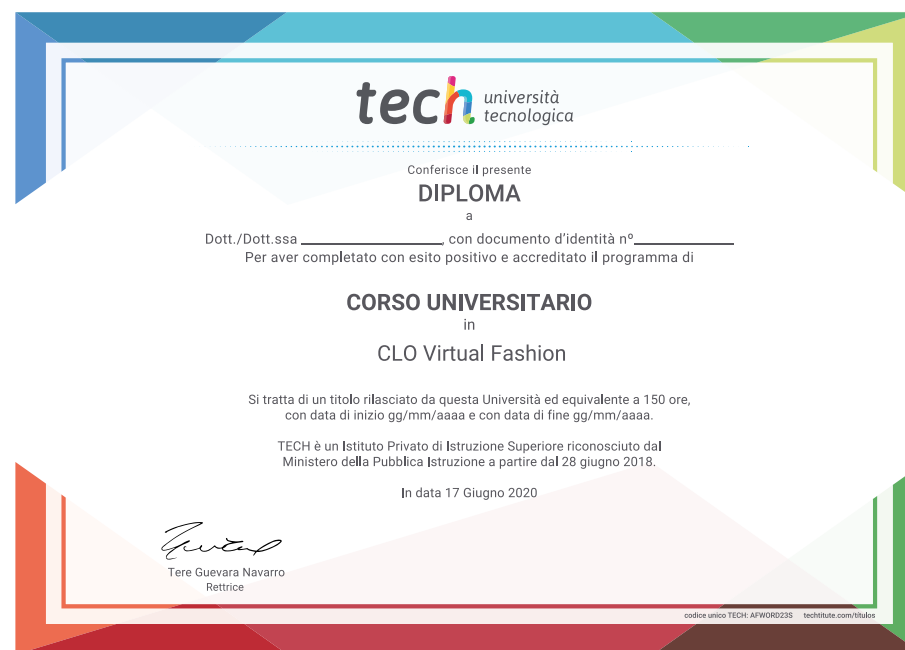 tech università
tecnologica
Conferisce il presente
DIPLOMA
a
Dott./Dott.ssa ____________________, con documento d'identità nº______________
Per aver completato con esito positivo e accreditato il programma di
CORSO UNIVERSITARIO
in
CLO Virtual Fashion
Si tratta di un titolo rilasciato da questa Università ed equivalente a 150 ore,
con data di inizio gg/mm/aaaa e con data di fine gg/mm/aaaa.
TECH è un Istituto Privato di Istruzione Superiore riconosciuto dal
Ministero della Pubblica Istruzione a partire dal 28 giugno 2018.
In data 17 Giugno 2020
Tere Guevara Navarro
Rettrice
codice unico TECH: AFWORD23S techtitute.com/titulos